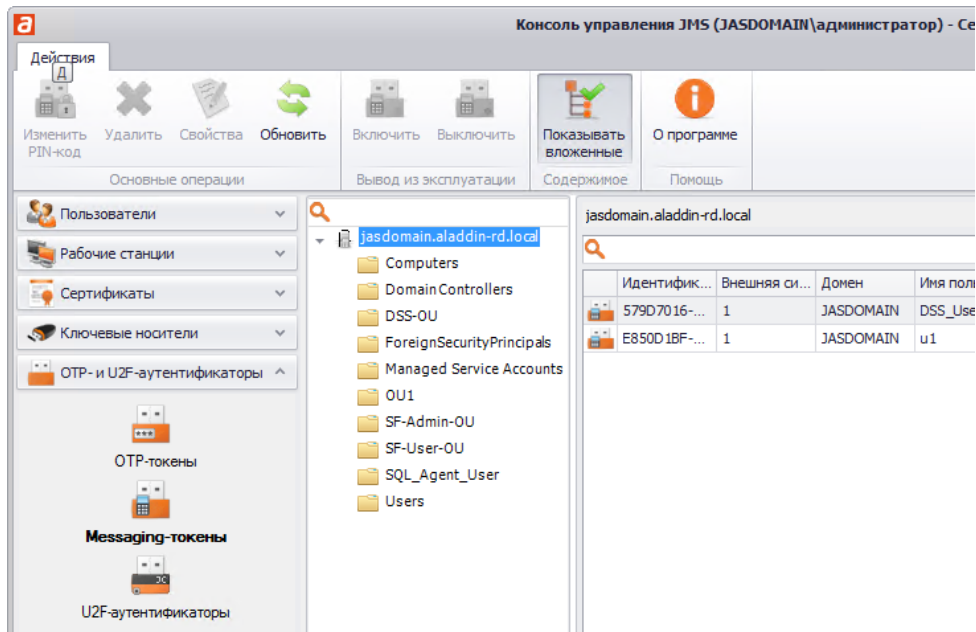 Консоль управления JMS (JASDOMAIN\администратор) - Се
Действия
Д
Изменить PIN-код
Удалить
Свойства
Обновить
Включить
Выключить
Показывать вложенные
О программе
Основные операции
Вывод из эксплуатации
Содержимое
Помощь
Пользователи
Рабочие станции
Сертификаты
Ключевые носители
OTP- и U2F-аутентификаторы
OTP-токены
Messaging-токены
U2F-аутентификаторы
jasdomain.aladdin-rd.local
Computers
Domain Controllers
DSS-OU
ForeignSecurityPrincipals
Managed Service Accounts
OU1
SF-Admin-OU
SF-User-OU
SQL_Agent_User
Users
jasdomain.aladdin-rd.local
Идентифик... Внешняя си... Домен Имя поль
579D7016-... 1 JASDOMAIN DSS_Use
E850D1BF-... 1 JASDOMAIN u1